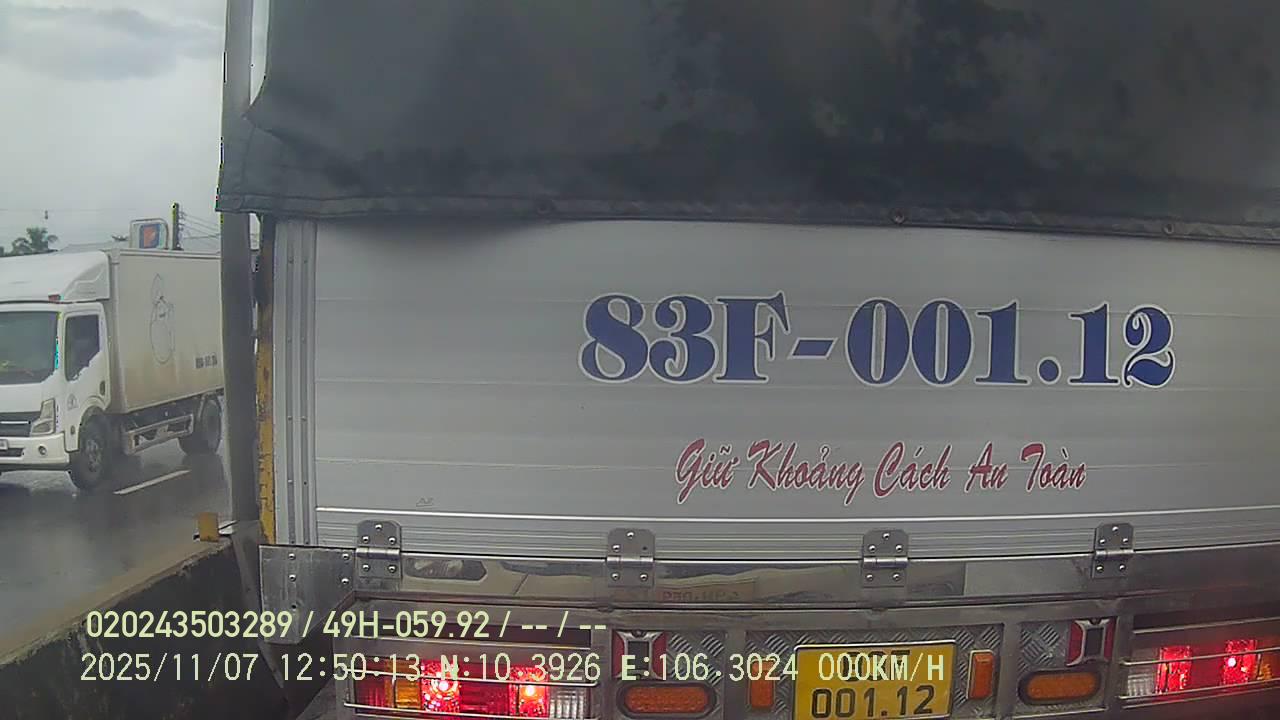 83F-001.12
Giữ Khoảng Cách An Toàn
020243503289 / 49H-059.92 / -- / --
2025/11/07 12:50:13 N:10.3926 E:106.3024 000KM/H
001.12